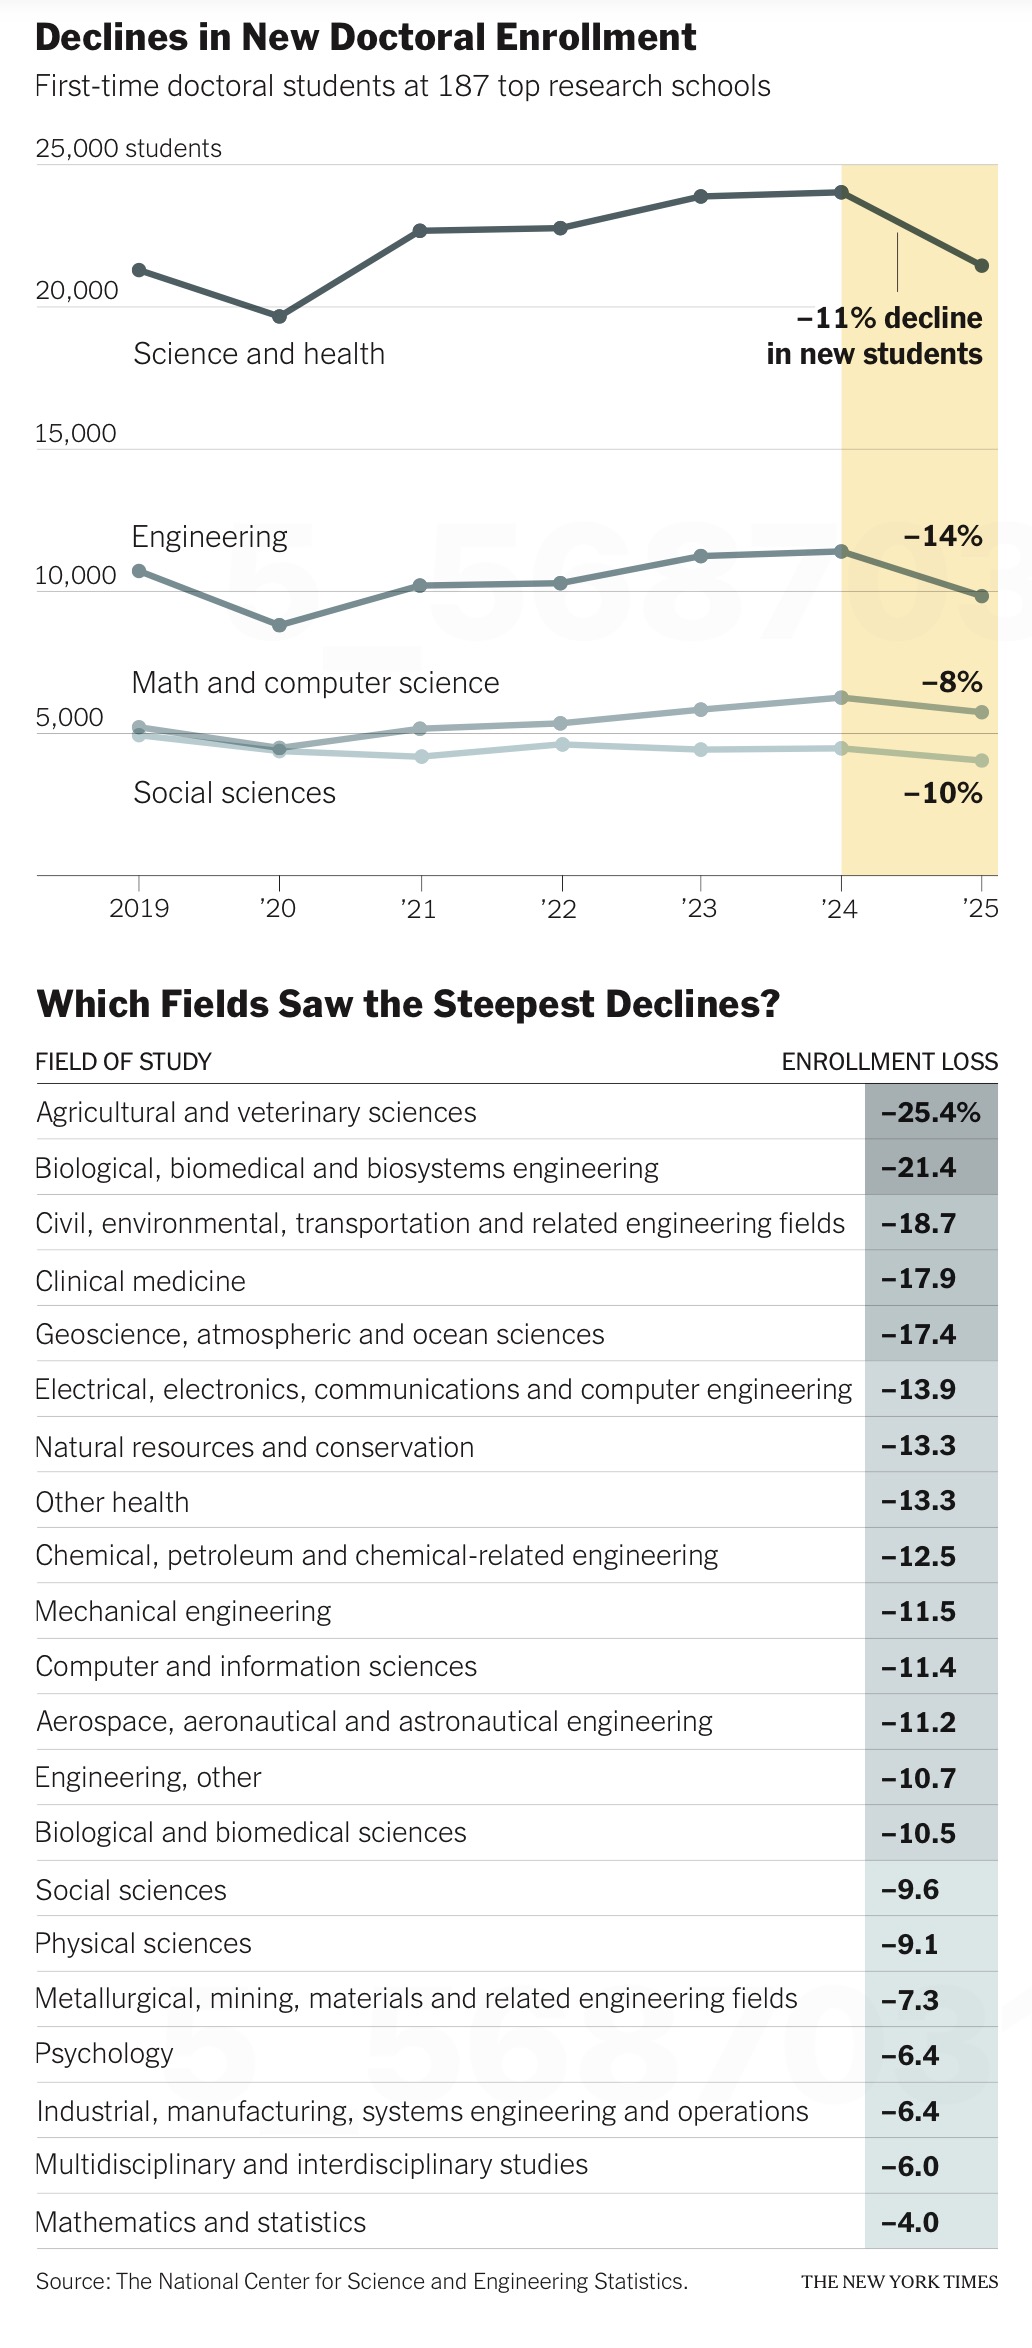 Declines in New Doctoral Enrollment
First-time doctoral students at 187 top research schools
25,000 students
20,000
–11% decline
in new students
Science and health
15,000
Engineering
–14%
10,000
Math and computer science
–8%
5,000
Social sciences
–10%
2019 ’20 ’21 ’22 ’23 ’24 ’25
Which Fields Saw the Steepest Declines?
FIELD OF STUDY ENROLLMENT LOSS
Agricultural and veterinary sciences –25.4%
Biological, biomedical and biosystems engineering –21.4
Civil, environmental, transportation and related engineering fields –18.7
Clinical medicine –17.9
Geoscience, atmospheric and ocean sciences –17.4
Electrical, electronics, communications and computer engineering –13.9
Natural resources and conservation –13.3
Other health –13.3
Chemical, petroleum and chemical-related engineering –12.5
Mechanical engineering –11.5
Computer and information sciences –11.4
Aerospace, aeronautical and astronautical engineering –11.2
Engineering, other –10.7
Biological and biomedical sciences –10.5
Social sciences –9.6
Physical sciences –9.1
Metallurgical, mining, materials and related engineering fields –7.3
Psychology –6.4
Industrial, manufacturing, systems engineering and operations –6.4
Multidisciplinary and interdisciplinary studies –6.0
Mathematics and statistics –4.0
Source: The National Center for Science and Engineering Statistics. THE NEW YORK TIMES